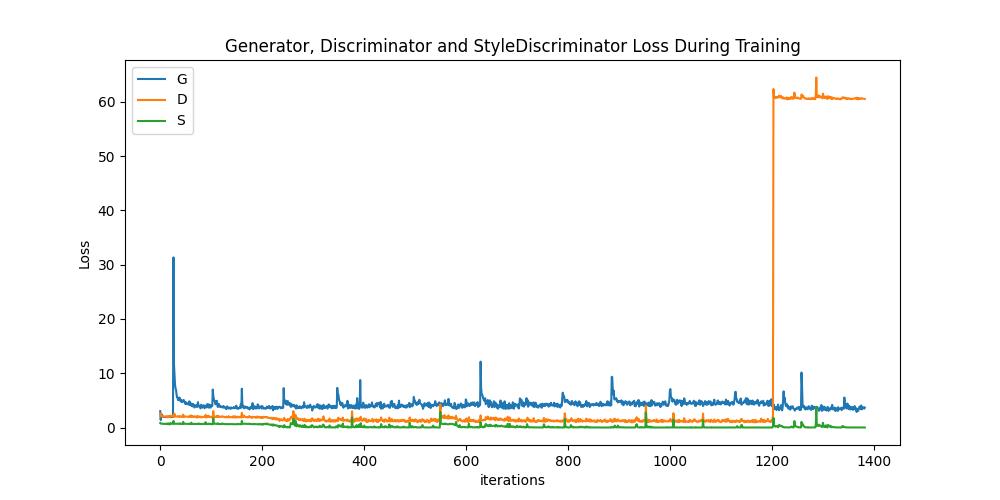 Generator, Discriminator and StyleDiscriminator Loss During Training
G
D
S
60
50
40
30
20
10
0
Loss
0 200 400 600 800 1000 1200 1400
iterations